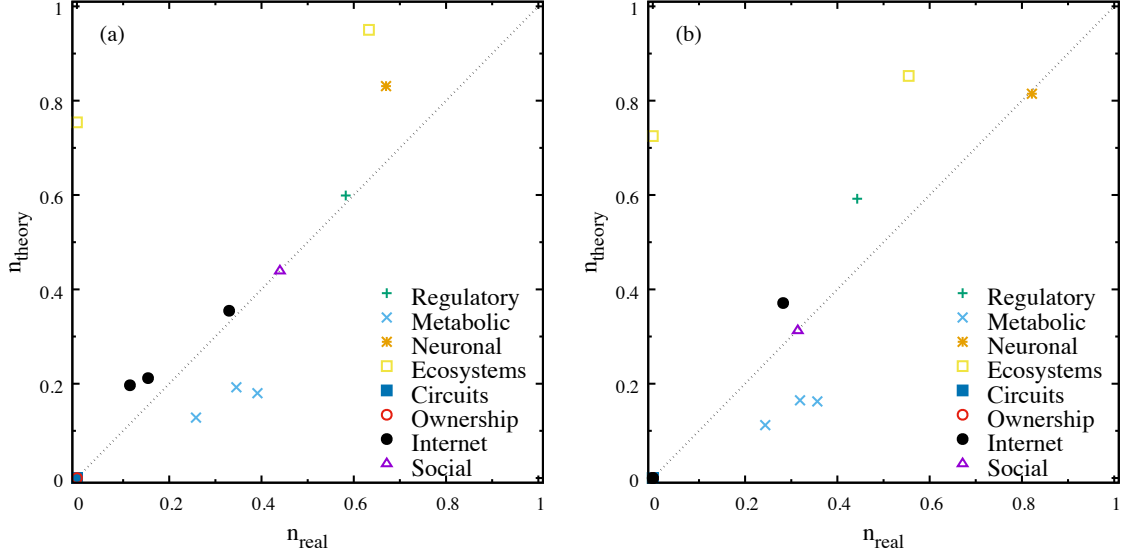 (a)
1
0.8
0.6
0.4
0.2
0
n_theory
Regulatory
Metabolic
Neuronal
Ecosystems
Circuits
Ownership
Internet
Social
0 0.2 0.4 0.6 0.8 1
n_real
(b)
1
0.8
0.6
0.4
0.2
0
n_theory
Regulatory
Metabolic
Neuronal
Ecosystems
Circuits
Ownership
Internet
Social
0 0.2 0.4 0.6 0.8 1
n_real